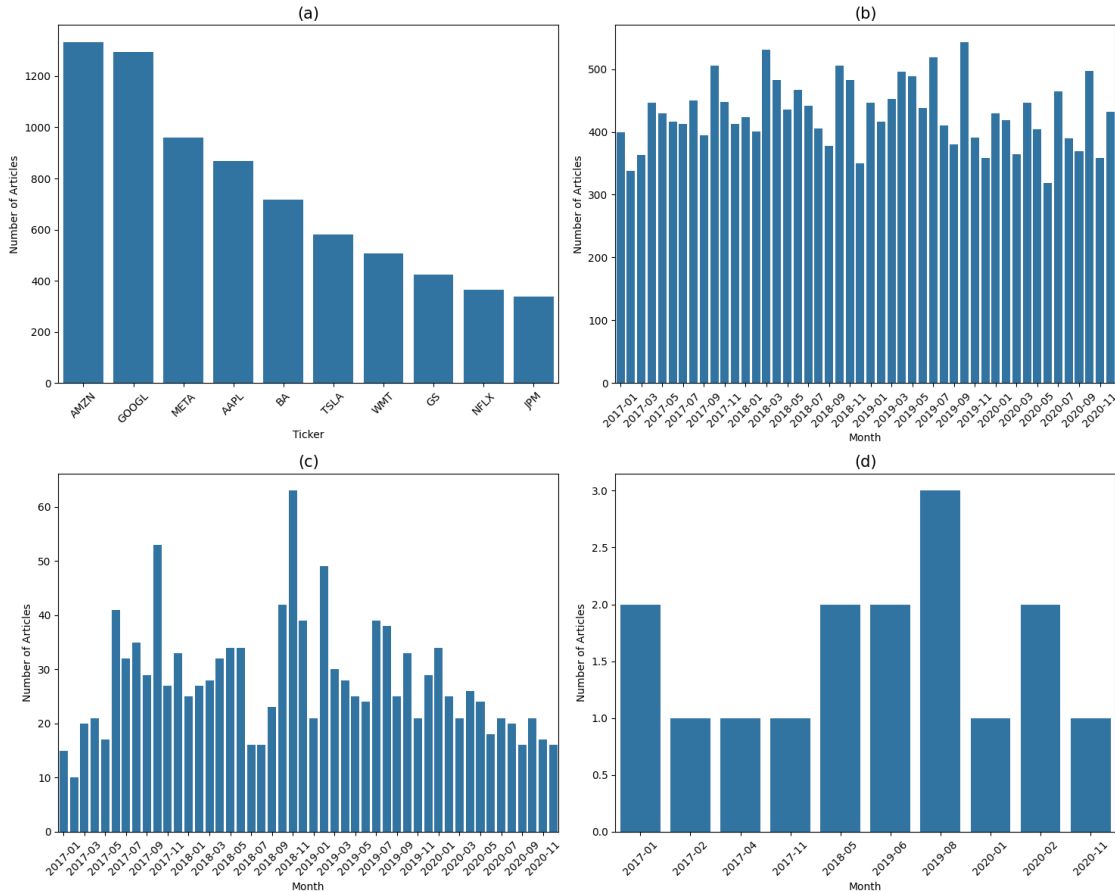 (a)
Number of Articles
1200
1000
800
600
400
200
0
AMZN GOOGL META AAPL BA TSLA WMT GS NFLX JPM
Ticker
(b)
Number of Articles
500
400
300
200
100
0
2017-01 2017-03 2017-05 2017-07 2017-09 2017-11 2018-01 2018-03 2018-05 2018-07 2018-09 2018-11 2019-01 2019-03 2019-05 2019-07 2019-09 2019-11 2020-01 2020-03 2020-05 2020-07 2020-09 2020-11
Month
(c)
Number of Articles
60
50
40
30
20
10
0
2017-01 2017-03 2017-05 2017-07 2017-09 2017-11 2018-01 2018-03 2018-05 2018-07 2018-09 2018-11 2019-01 2019-03 2019-05 2019-07 2019-09 2019-11 2020-01 2020-03 2020-05 2020-07 2020-09 2020-11
Month
(d)
Number of Articles
3.0
2.5
2.0
1.5
1.0
0.5
0.0
2017-01 2017-02 2017-04 2017-11 2018-05 2019-06 2019-08 2020-01 2020-02 2020-11
Month